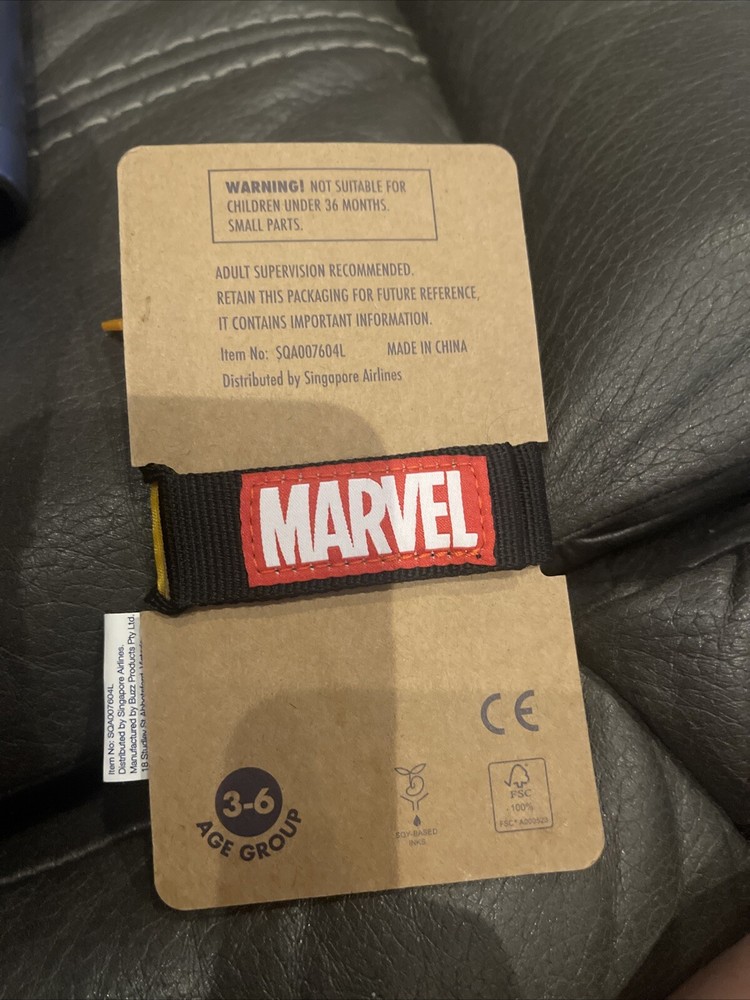 WARNING! NOT SUITABLE FOR
CHILDREN UNDER 36 MONTHS.
SMALL PARTS.
ADULT SUPERVISION RECOMMENDED.
RETAIN THIS PACKAGING FOR FUTURE REFERENCE,
IT CONTAINS IMPORTANT INFORMATION.
Item No: SQA007604L MADE IN CHINA
Distributed by Singapore Airlines
MARVEL
Item No: SQA007604L
Distributed by Singapore Airlines.
Manufactured by Buzz Products Pty Ltd.
CE
3-6
AGE GROUP
SOY-BASED
INKS
FSC
100%